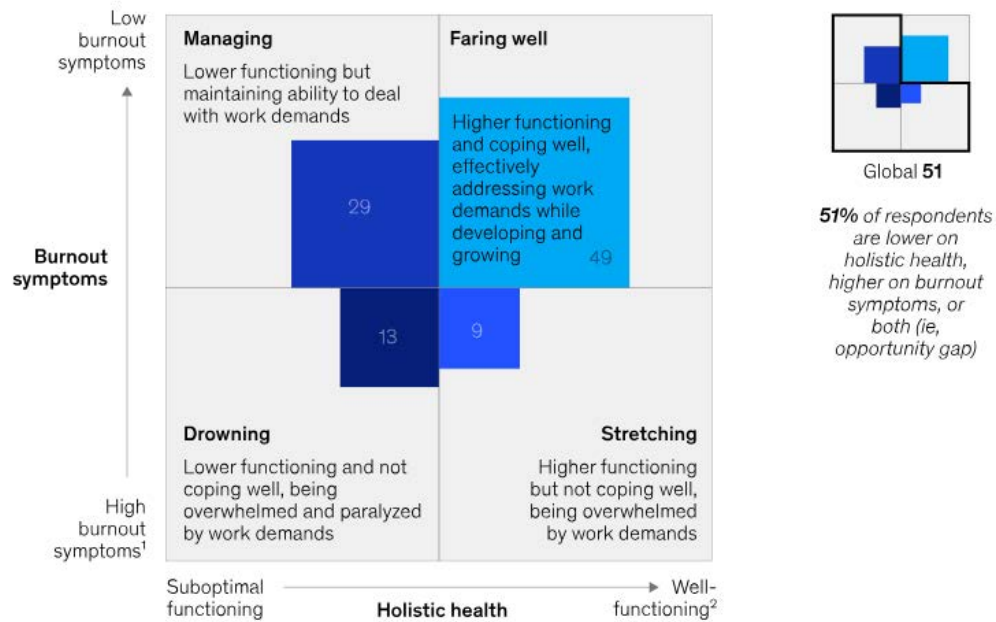 Low
burnout
symptoms
Managing
Lower functioning but
maintaining ability to deal
with work demands
Faring well
Higher functioning
and coping well,
effectively
addressing work
demands while
developing and
growing
49
29
Burnout
symptoms
13
9
Drowning
Lower functioning and not
coping well, being
overwhelmed and paralyzed
by work demands
Stretching
Higher functioning
but not coping well,
being overwhelmed
by work demands
High
burnout
symptoms¹
Suboptimal
functioning
Holistic health
Well-
functioning²
Global 51
51% of respondents
are lower on
holistic health,
higher on burnout
symptoms, or
both (ie,
opportunity gap)